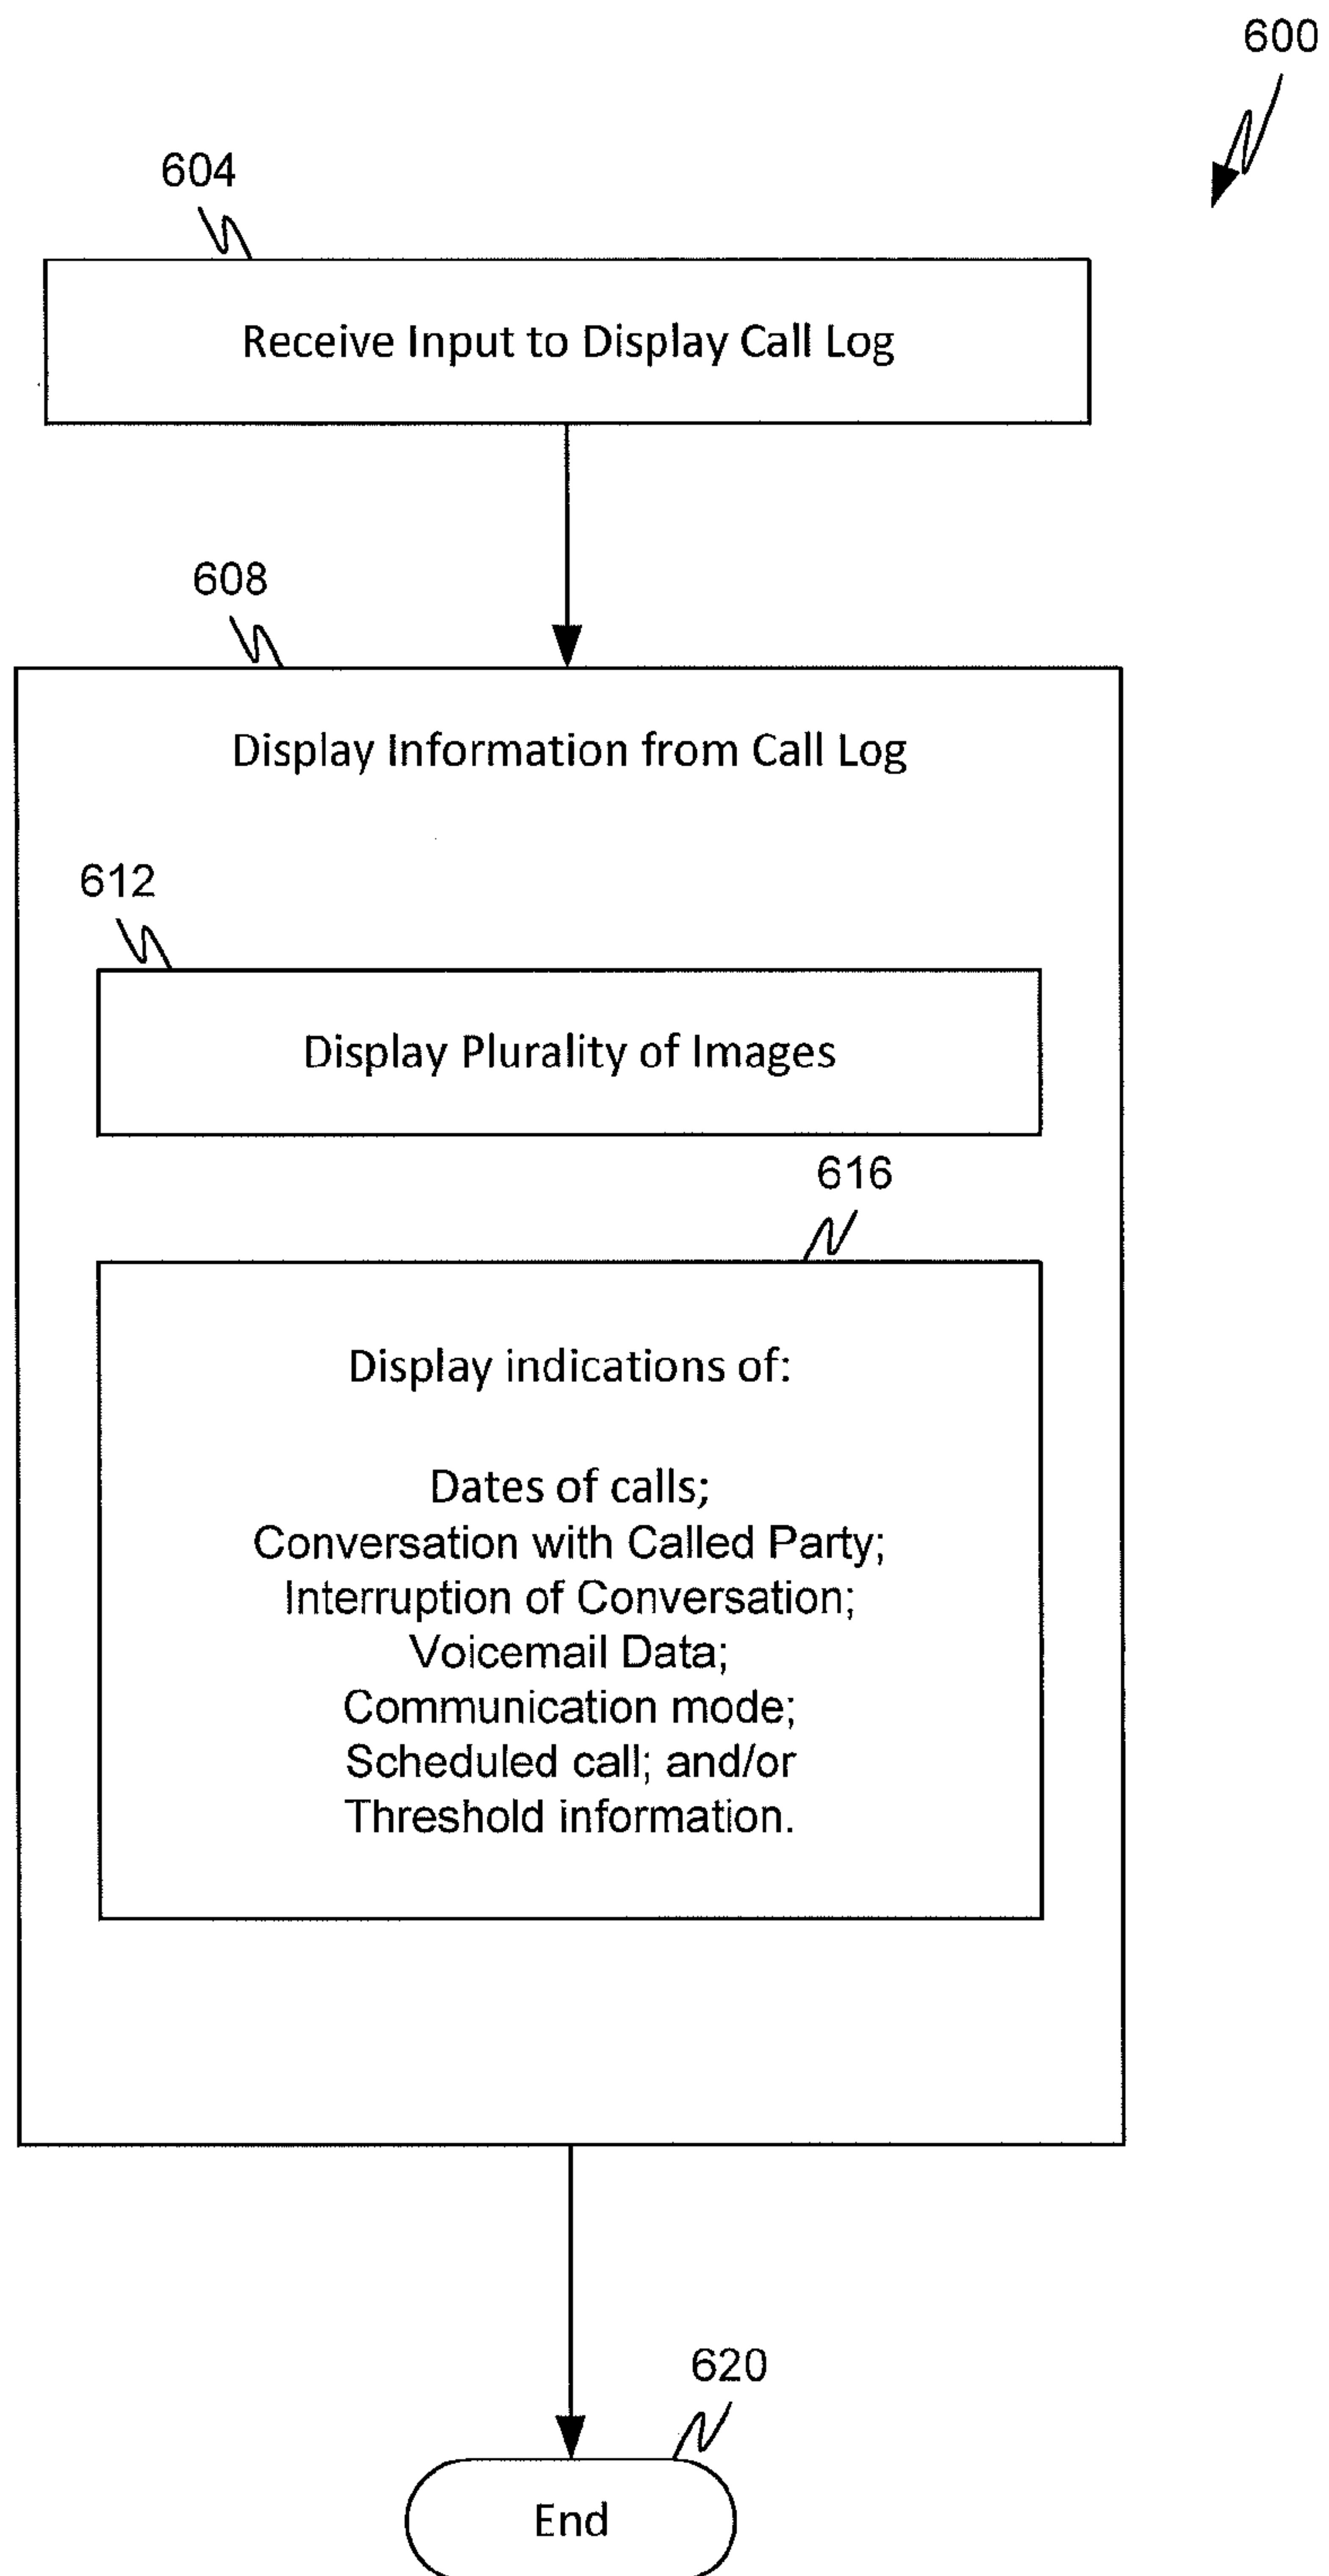 600
604
Receive Input to Display Call Log
608
Display Information from Call Log
612
Display Plurality of Images
616
Display indications of:
Dates of calls;
Conversation with Called Party;
Interruption of Conversation;
Voicemail Data;
Communication mode;
Scheduled call; and/or
Threshold information.
620
End